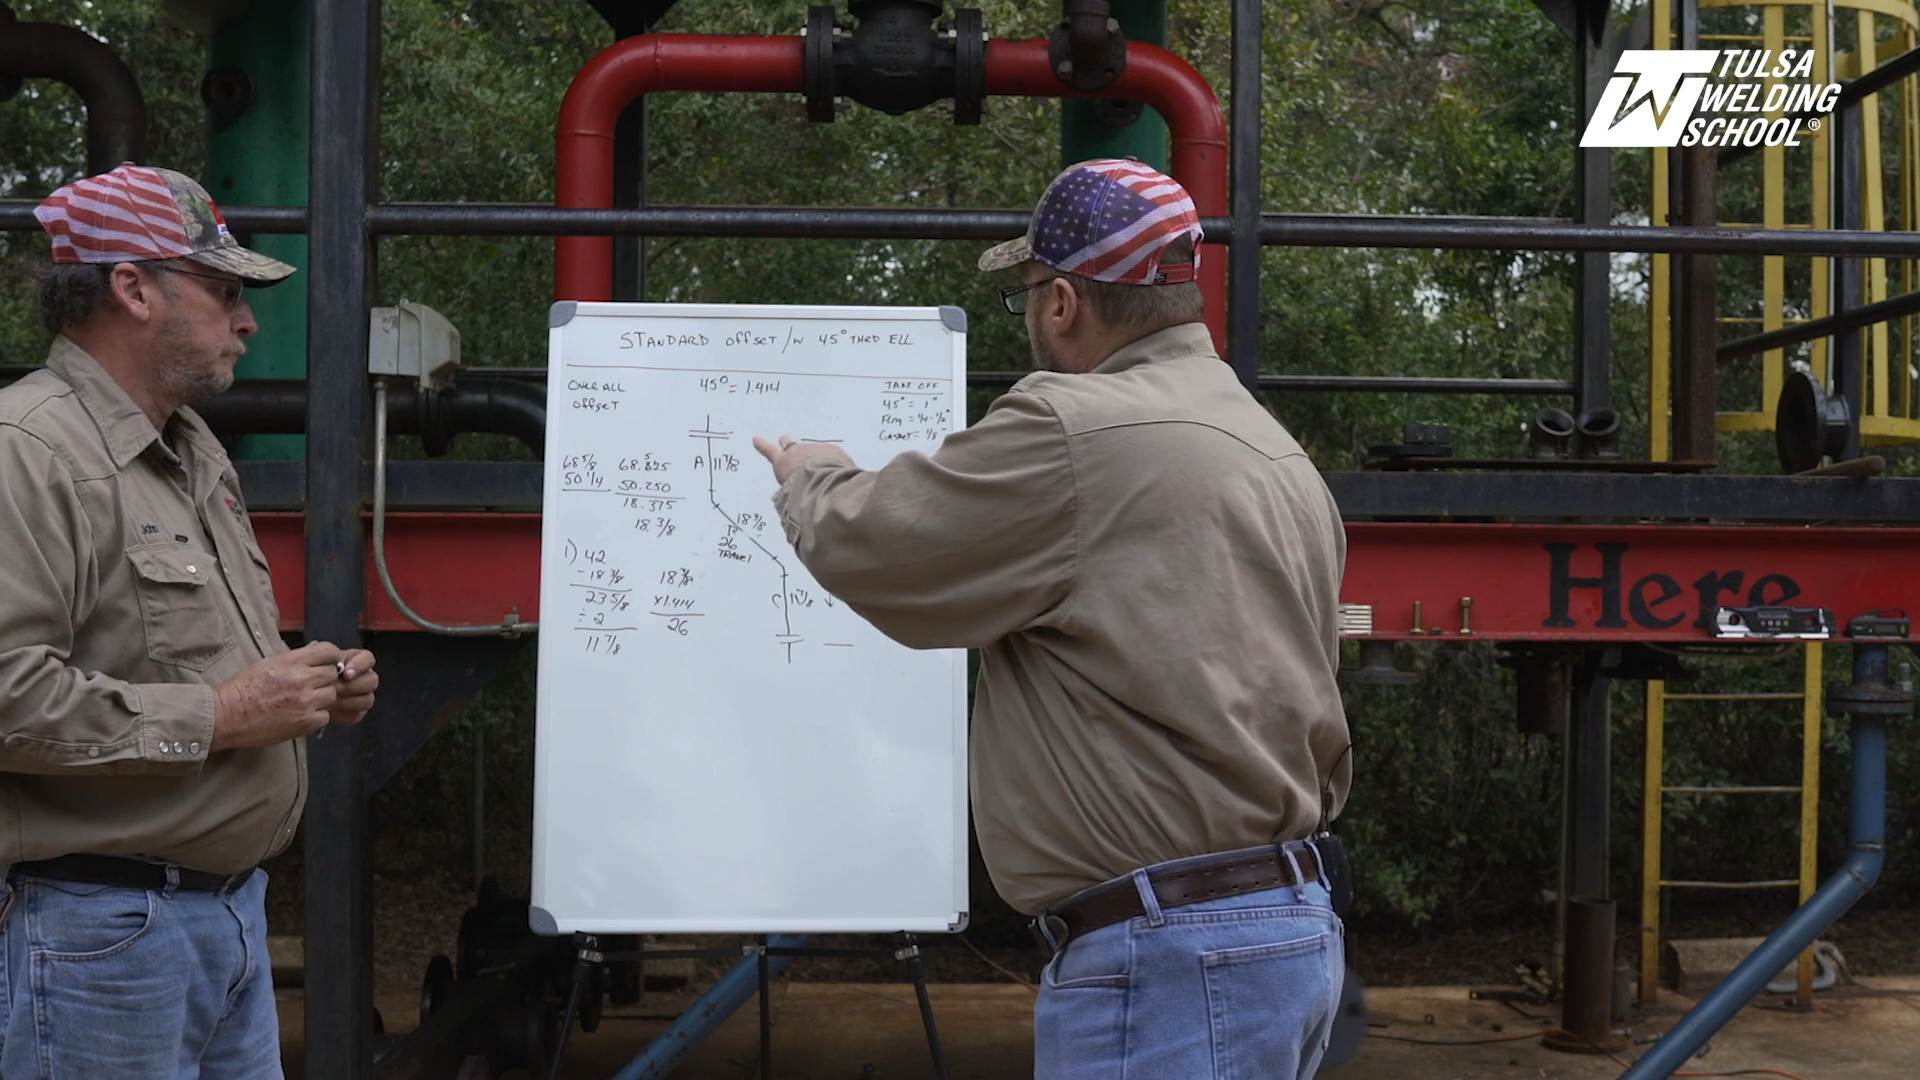 TULSA
WELDING
SCHOOL®
1253
STANDARD OFFSET /W 45° THRD ELL
OVERALL
OFFSET
45° = 1.414
TAKE OFF
45° = 1"
FLNG = 1/4-1/2"
GASKET = 1/8"
68 5/8
50 1/4
68.625
50.250
18.375
18 3/8
A 11 7/8
18 3/8
B
26
TRAVEL
C 11 7/8
1) 42
- 18 3/8
23 5/8
÷ 2
11 7/8
18 3/8
x1.414
26
John
Here